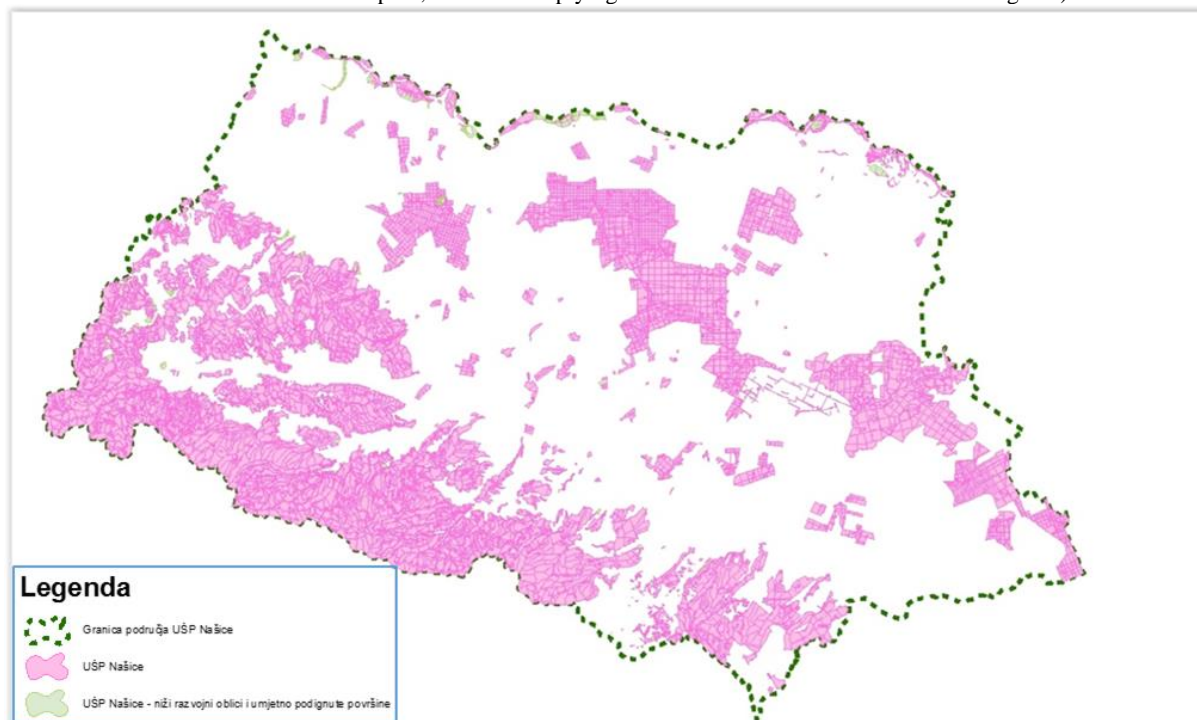 Legenda
Granica područja UŠP Našice
UŠP Našice
UŠP Našice - niži razvojni oblici i umjetno podignute površine